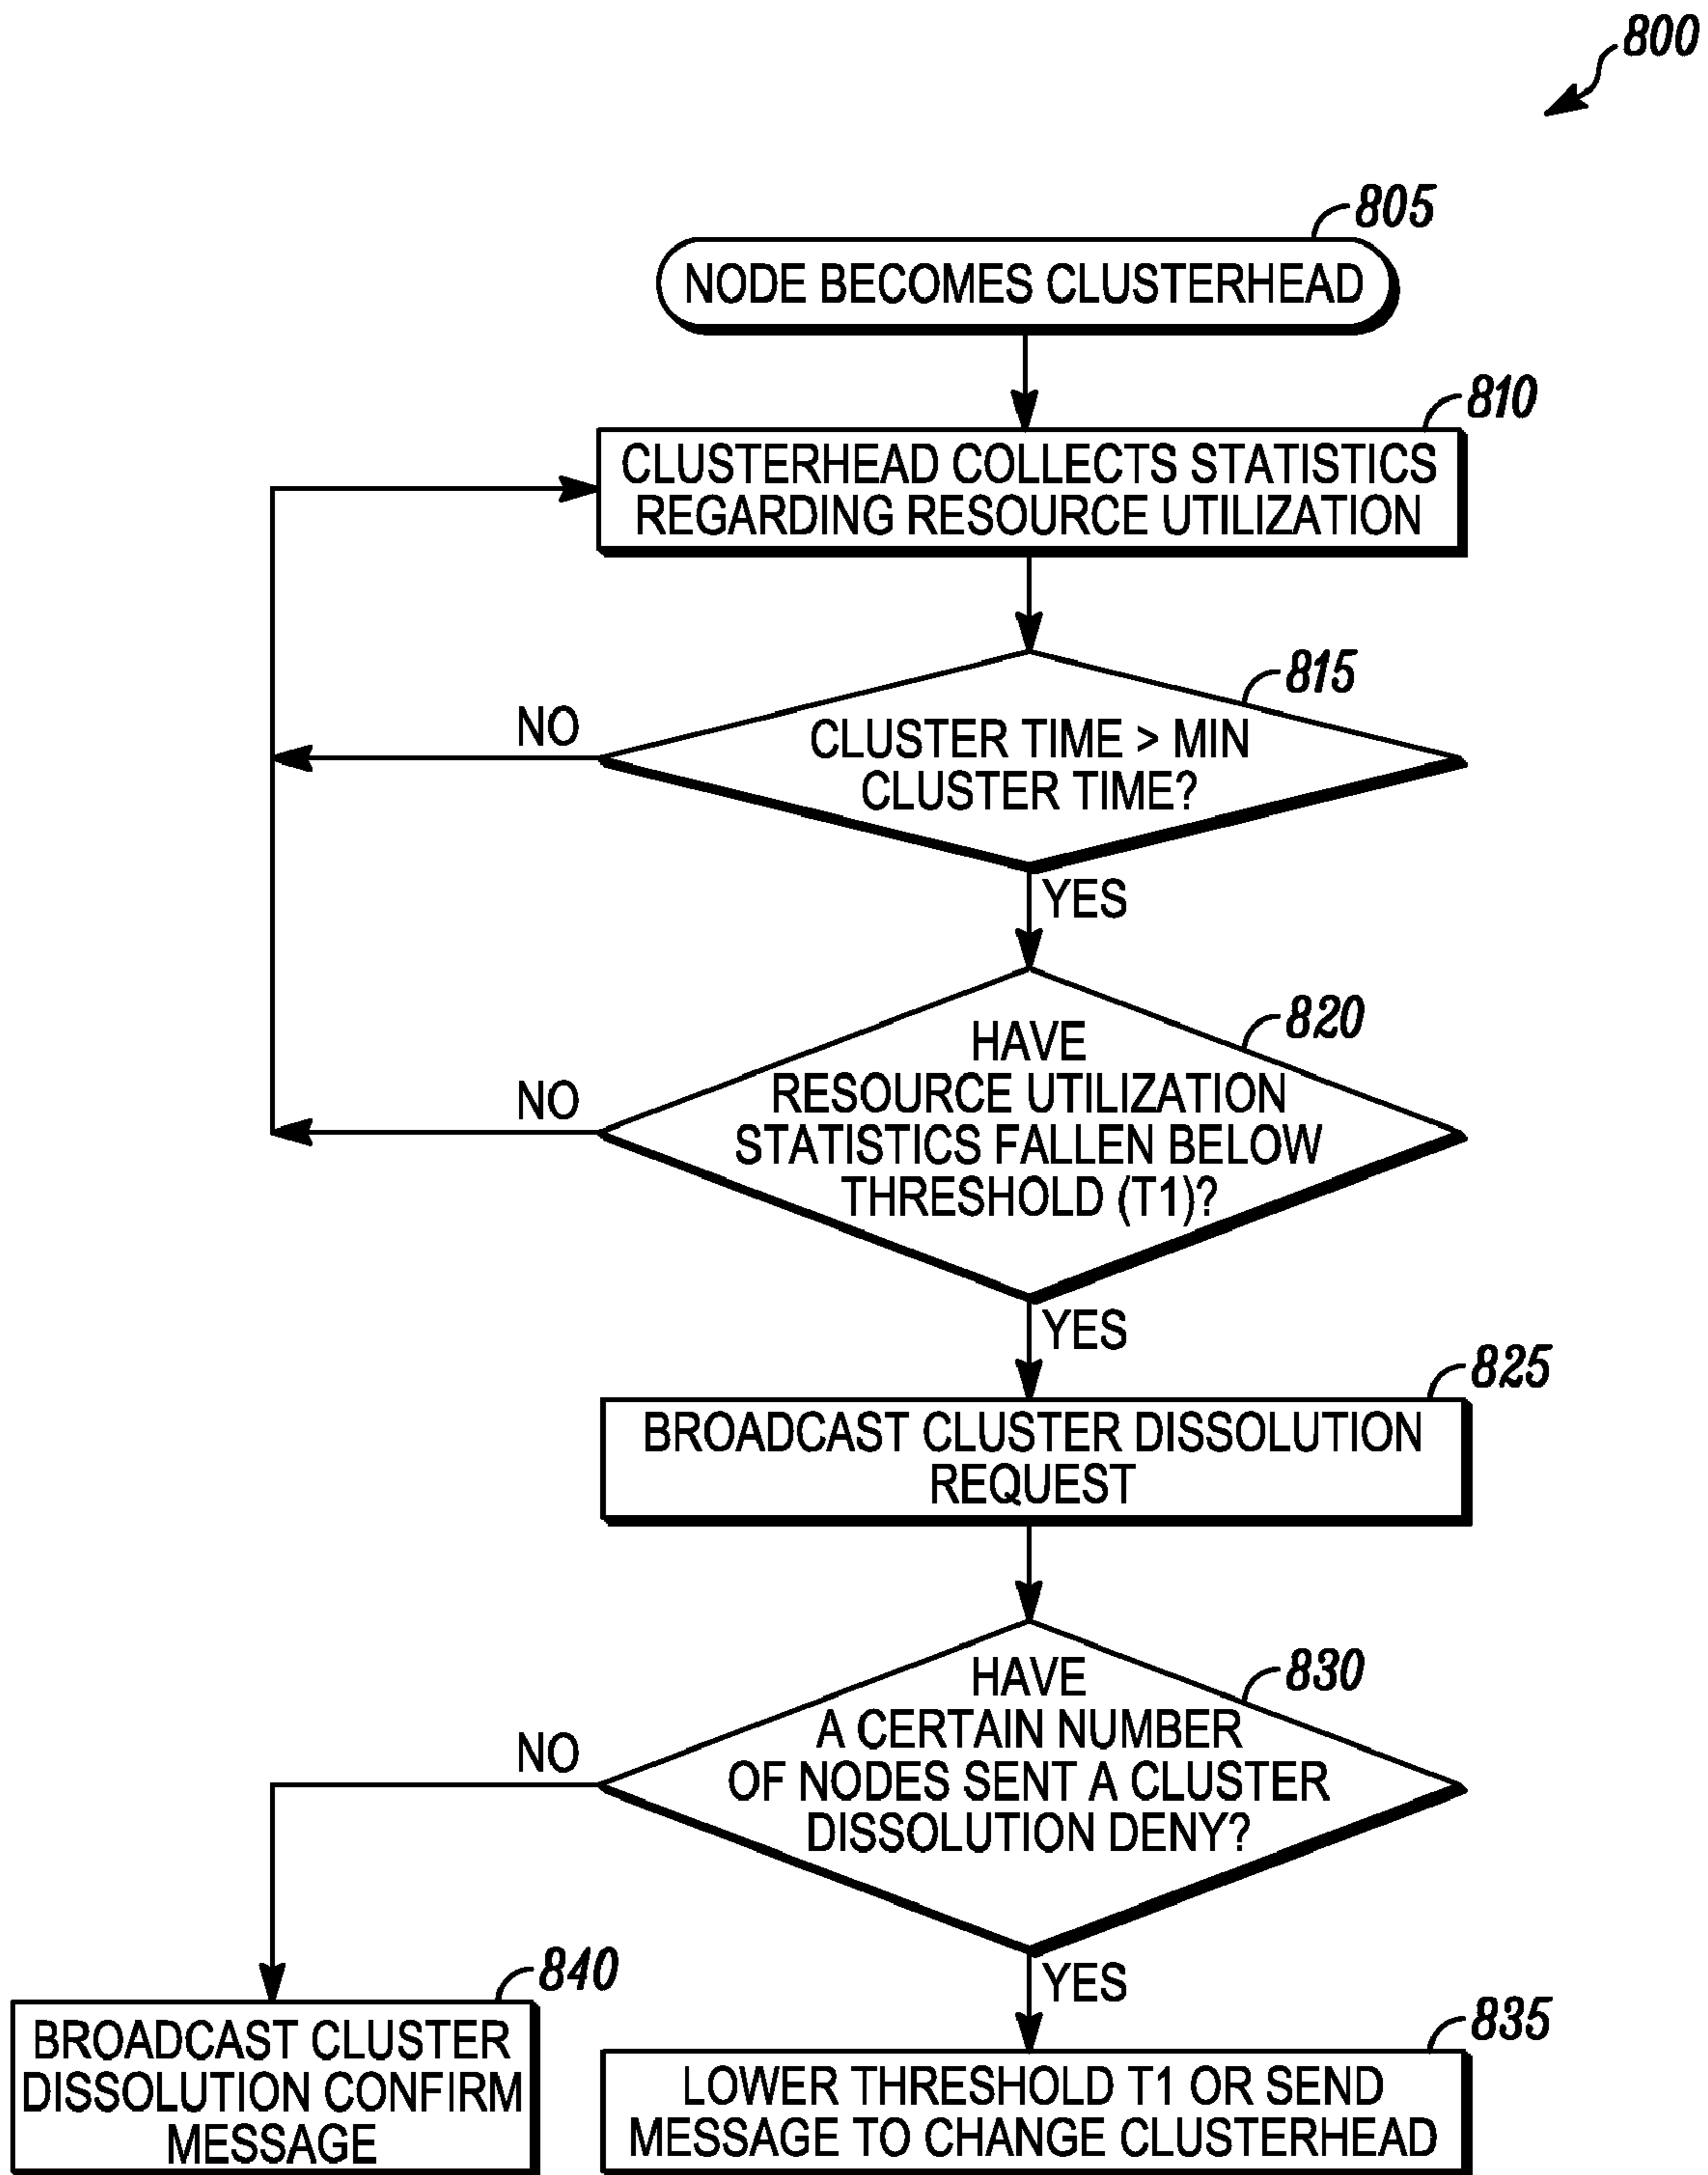 800
805
NODE BECOMES CLUSTERHEAD
810
CLUSTERHEAD COLLECTS STATISTICS
REGARDING RESOURCE UTILIZATION
815
NO
CLUSTER TIME > MIN
CLUSTER TIME?
YES
820
HAVE
RESOURCE UTILIZATION
NO
STATISTICS FALLEN BELOW
THRESHOLD (T1)?
YES
825
BROADCAST CLUSTER DISSOLUTION
REQUEST
830
HAVE
A CERTAIN NUMBER
NO
OF NODES SENT A CLUSTER
DISSOLUTION DENY?
YES
840
BROADCAST CLUSTER
DISSOLUTION CONFIRM
MESSAGE
835
LOWER THRESHOLD T1 OR SEND
MESSAGE TO CHANGE CLUSTERHEAD